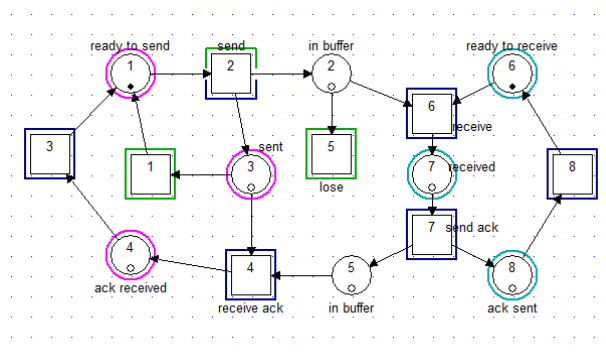 ready to send
send
in buffer
ready to receive
1
2
2
6
6
receive
3
1
sent
3
5
lose
7
received
8
7
send ack
4
ack received
4
receive ack
5
in buffer
8
ack sent